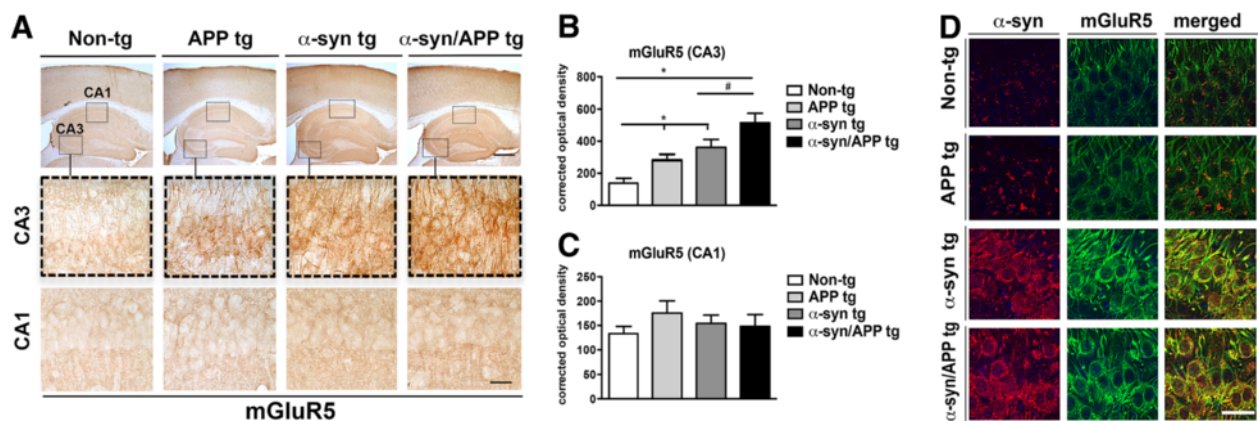 A
Non-tg
APP tg
α-syn tg
α-syn/APP tg
CA1
CA3
CA3
CA1
mGluR5
B
mGluR5 (CA3)
corrected optical density
800
600
400
200
0
*
#
*
Non-tg
APP tg
α-syn tg
α-syn/APP tg
C
mGluR5 (CA1)
corrected optical density
250
200
150
100
50
0
Non-tg
APP tg
α-syn tg
α-syn/APP tg
D
α-syn
mGluR5
merged
Non-tg
APP tg
α-syn tg
α-syn/APP tg